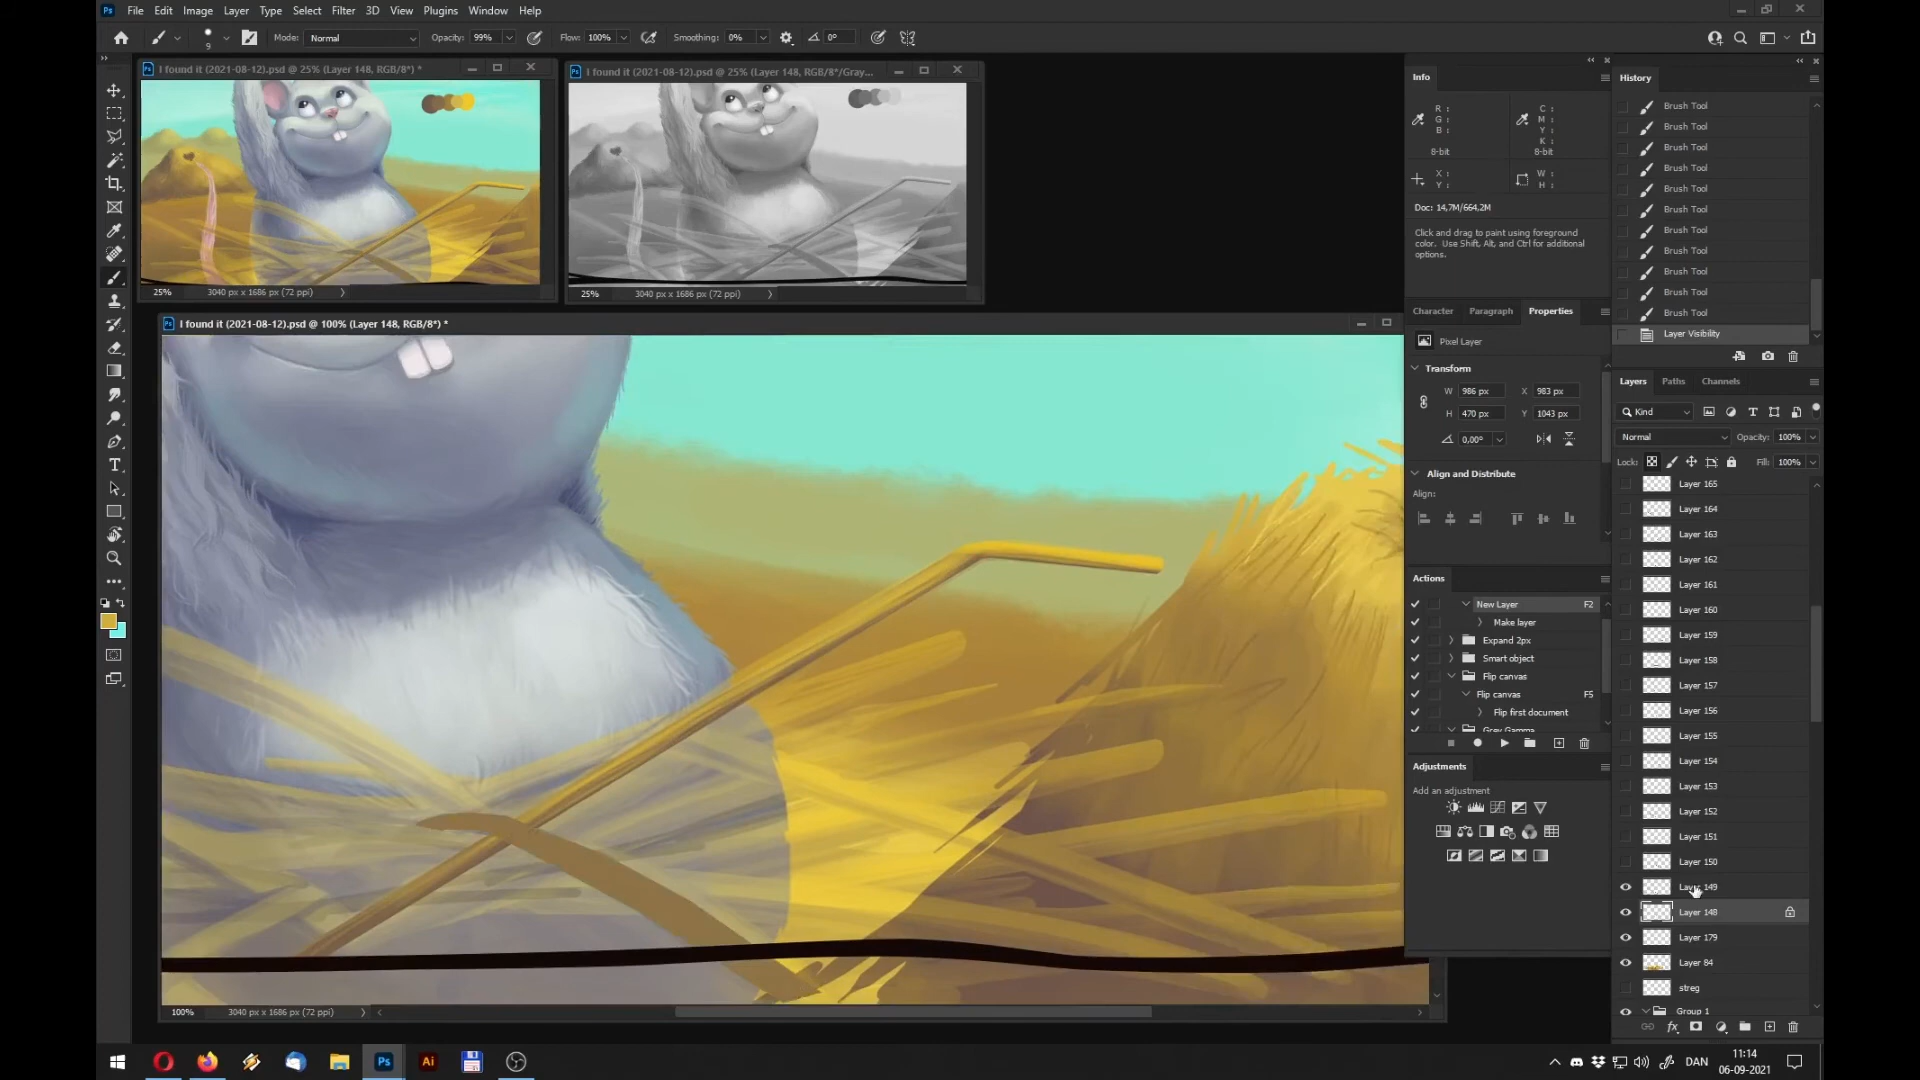 Ps File Edit Image Layer Type Select Filter 3D View Plugins Window Help
9 Mode: Normal Opacity: 99% Flow: 100% Smoothing: 0% 0°
I found it (2021-08-12).psd @ 25% (Layer 148, RGB/8*) *
25% 3040 px x 1686 px (72 ppi)
I found it (2021-08-12).psd @ 25% (Layer 148, RGB/8*/Gray...
25% 3040 px x 1686 px (72 ppi)
I found it (2021-08-12).psd @ 100% (Layer 148, RGB/8*) *
100% 3040 px x 1686 px (72 ppi)
Info
R :
G :
B :
8-bit
C :
M :
Y :
K :
8-bit
X :
Y :
W :
H :
Doc: 14,7M/664,2M
Click and drag to paint using foreground
color. Use Shift, Alt, and Ctrl for additional
options.
Character Paragraph Properties
Pixel Layer
Transform
W 986 px X 983 px
H 470 px Y 1043 px
0,00°
Align and Distribute
Align:
Actions
New Layer F2
Make layer
Expand 2px
Smart object
Flip canvas
Flip canvas F5
Flip first document
Grey Gamma
Adjustments
Add an adjustment
History
Brush Tool
Brush Tool
Brush Tool
Brush Tool
Brush Tool
Brush Tool
Brush Tool
Brush Tool
Brush Tool
Brush Tool
Brush Tool
Layer Visibility
Layers Paths Channels
Kind
Normal Opacity: 100%
Lock: Fill: 100%
Layer 165
Layer 164
Layer 163
Layer 162
Layer 161
Layer 160
Layer 159
Layer 158
Layer 157
Layer 156
Layer 155
Layer 154
Layer 153
Layer 152
Layer 151
Layer 150
Layer 149
Layer 148
Layer 179
Layer 84
streg
Group 1
fx
Ps Ai DAN 11:14
06-09-2021